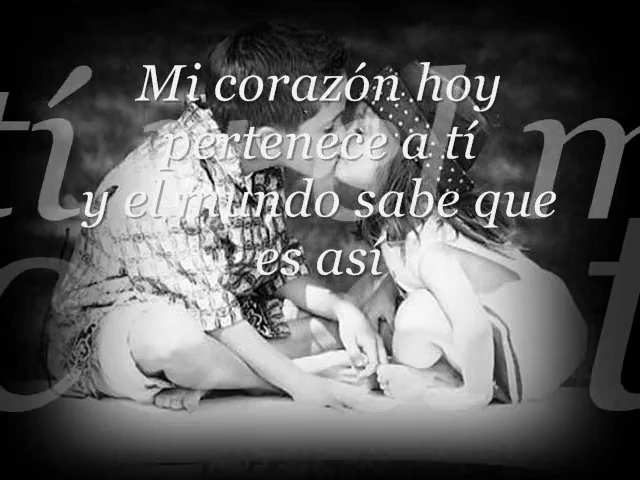 Mi corazón hoy
pertenece a tí
y el mundo sabe que
es así